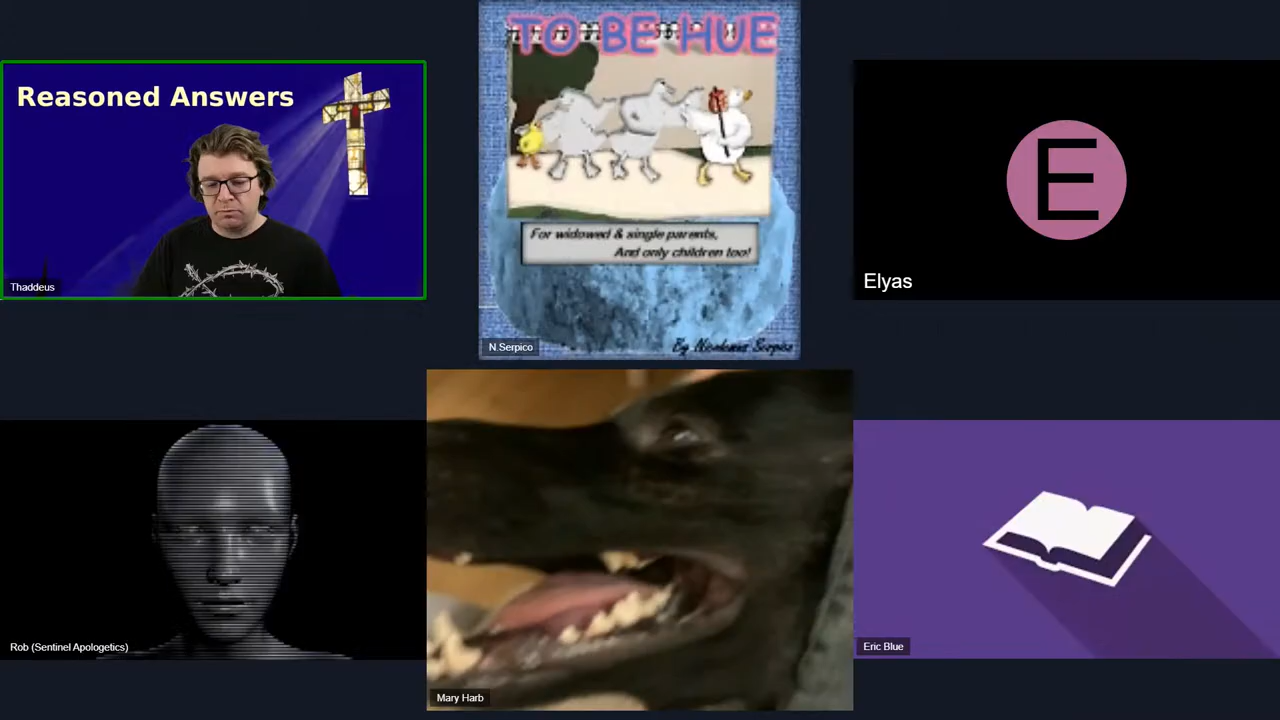 Reasoned Answers
Thaddeus
TO BE HUE
For widowed & single parents,
And only children too!
By Nicolenus Serpico
N.Serpico
E
Elyas
Rob (Sentinel Apologetics)
Mary Harb
Eric Blue